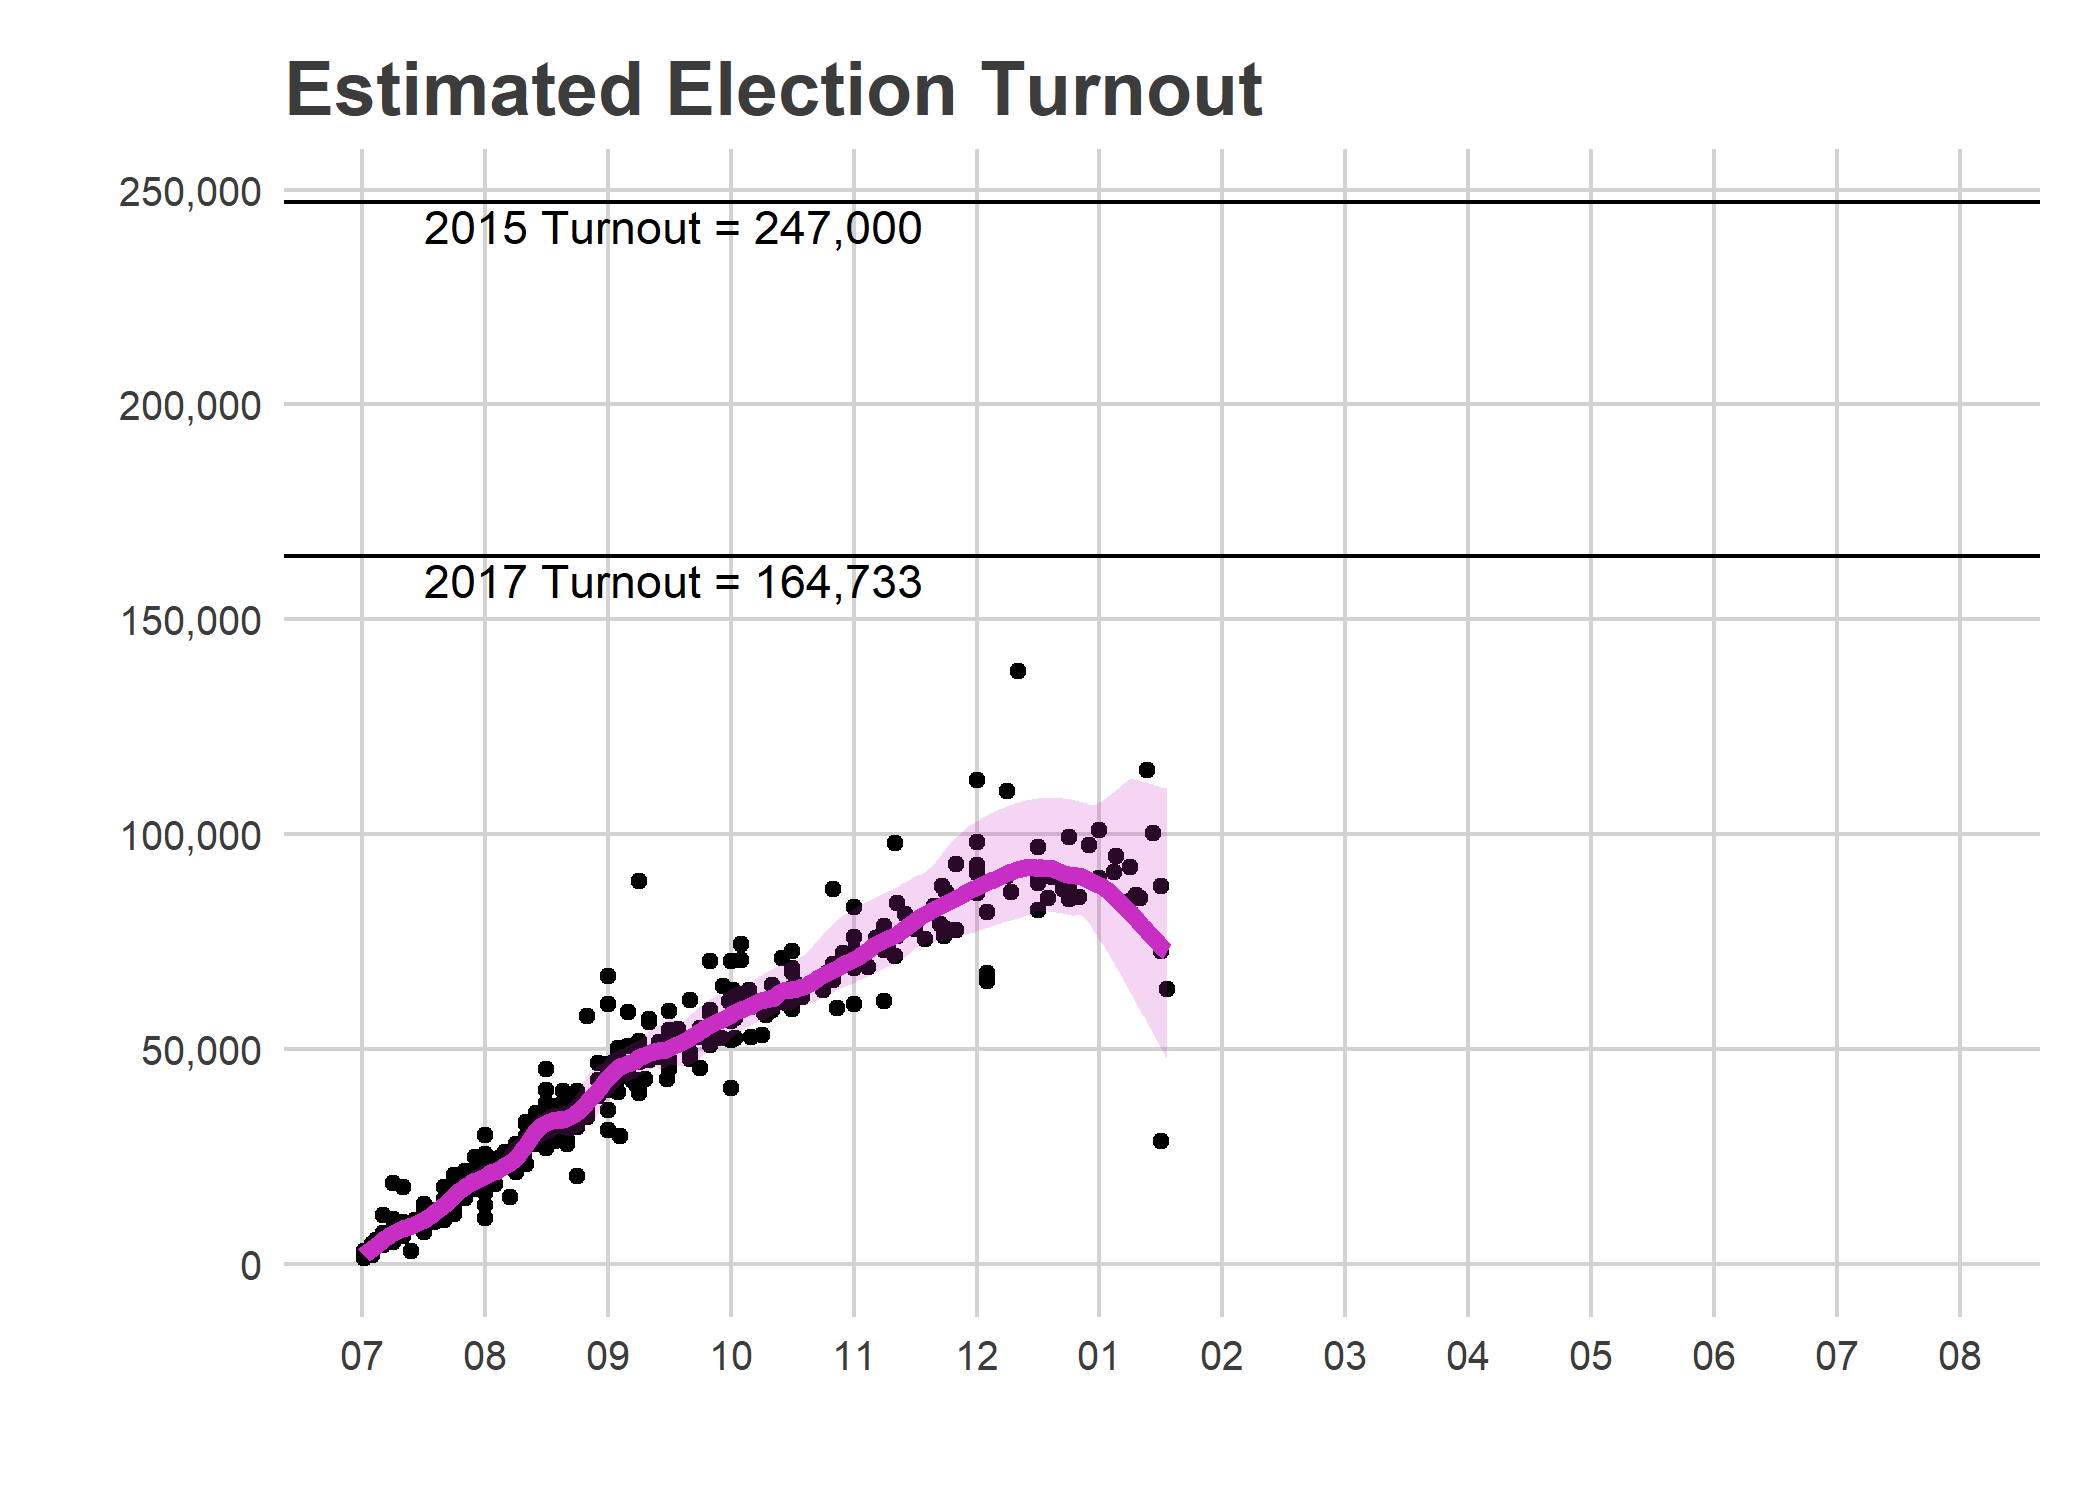 Estimated Election Turnout
250,000
2015 Turnout = 247,000
200,000
2017 Turnout = 164,733
150,000
100,000
50,000
0
07 08 09 10 11 12 01 02 03 04 05 06 07 08